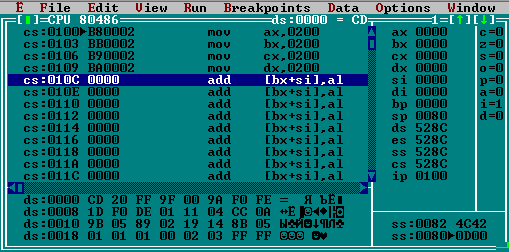 Ё File Edit View Run Breakpoints Data Options Window
[■]=CPU 80486 ds:0000 = CD 1=[↑][↓]
cs:0100►B80002 mov ax,0200 ax 0000 c=0
cs:0103 BB0002 mov bx,0200 bx 0000 z=0
cs:0106 B90002 mov cx,0200 cx 0000 s=0
cs:0109 BA0002 mov dx,0200 dx 0000 o=0
cs:010C 0000 add [bx+si],al si 0000 p=0
cs:010E 0000 add [bx+si],al di 0000 a=0
cs:0110 0000 add [bx+si],al bp 0000 i=1
cs:0112 0000 add [bx+si],al sp 0080 d=0
cs:0114 0000 add [bx+si],al ds 528C
cs:0116 0000 add [bx+si],al es 528C
cs:0118 0000 add [bx+si],al ss 528C
cs:011A 0000 add [bx+si],al cs 528C
cs:011C 0000 add [bx+si],al ip 0100
ds:0000 CD 20 FF 9F 00 9A F0 FE
ds:0008 1D F0 DE 01 11 04 CC 0A
ds:0010 9B 05 89 02 19 14 8B 05 ss:0082 4C42
ds:0018 01 01 01 00 02 03 FF FF ss:0080►0D00